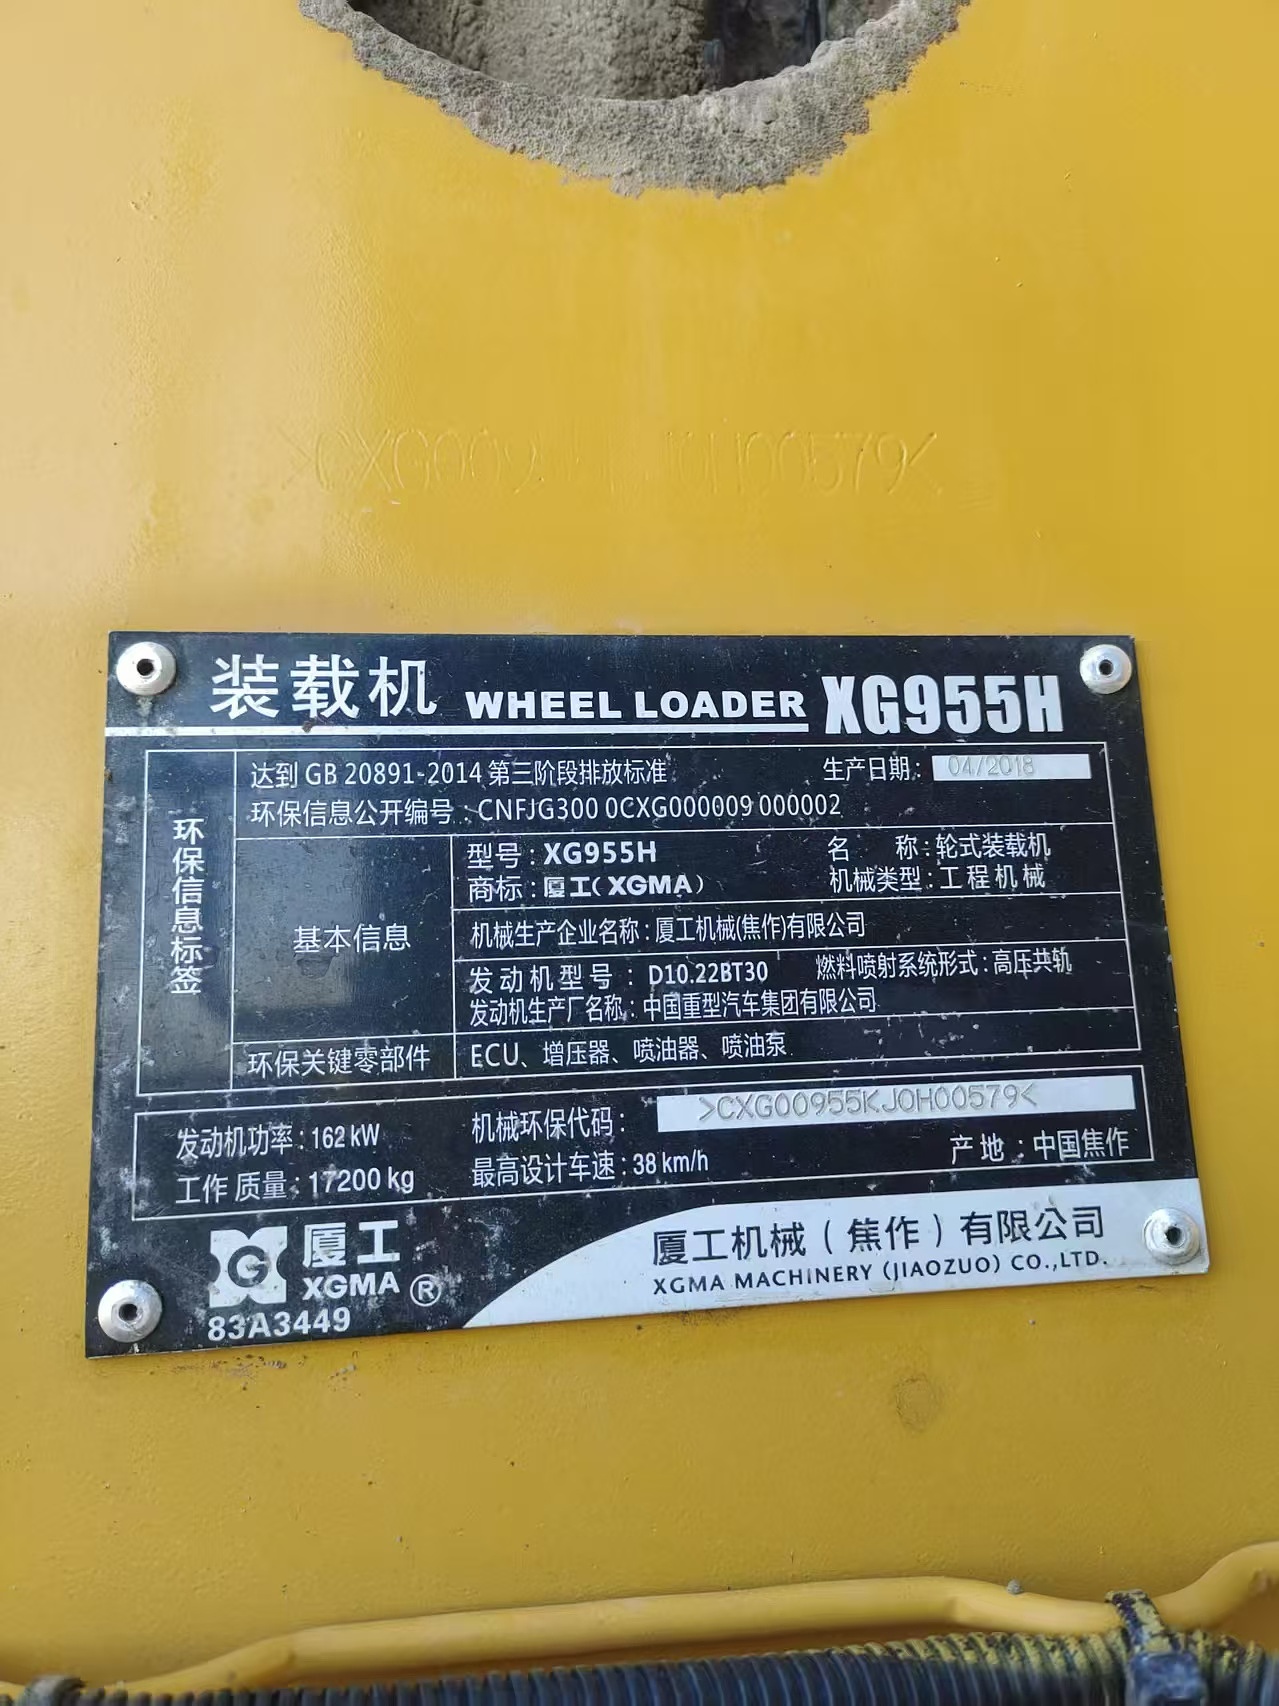 装载机 WHEEL LOADER XG955H
达到 GB 20891-2014 第三阶段排放标准 生产日期: 04/2018
环保信息公开编号: CNFJG300 0CXG000009 000002
环保信息标签
基本信息
型号: XG955H 名 称: 轮式装载机
商标: 厦工(XGMA) 机械类型: 工程机械
机械生产企业名称: 厦工机械(焦作)有限公司
发动机型号: D10.22BT30 燃料喷射系统形式: 高压共轨
发动机生产厂名称: 中国重型汽车集团有限公司
环保关键零部件 ECU、增压器、喷油器、喷油泵
发动机功率: 162 kW 机械环保代码: >CXG00955KJ0H00579<
工作质量: 17200 kg 最高设计车速: 38 km/h 产地: 中国焦作
G 厦工
XGMA ®
83A3449
厦工机械(焦作)有限公司
XGMA MACHINERY (JIAOZUO) CO.,LTD.